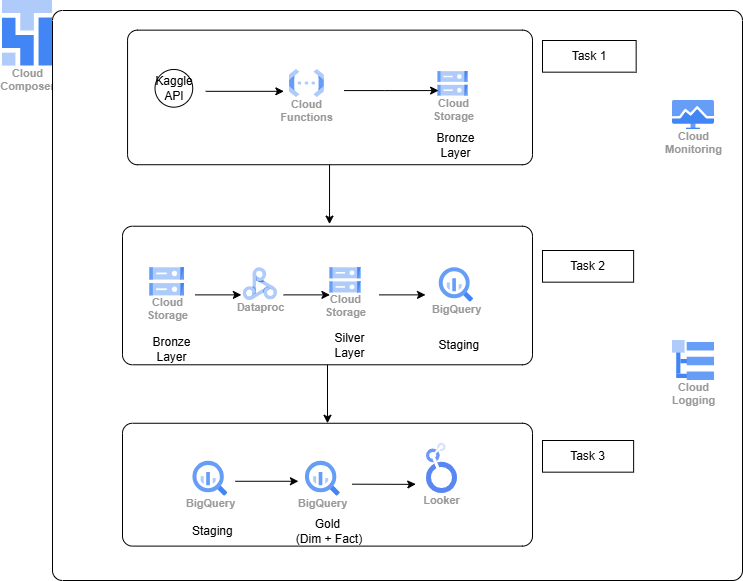 Cloud
Composer
Kaggle
API
Cloud
Functions
Cloud
Storage
Bronze
Layer
Task 1
Cloud
Monitoring
Cloud
Storage
Bronze
Layer
Dataproc
Cloud
Storage
Silver
Layer
BigQuery
Staging
Task 2
Cloud
Logging
BigQuery
Staging
BigQuery
Gold
(Dim + Fact)
Looker
Task 3